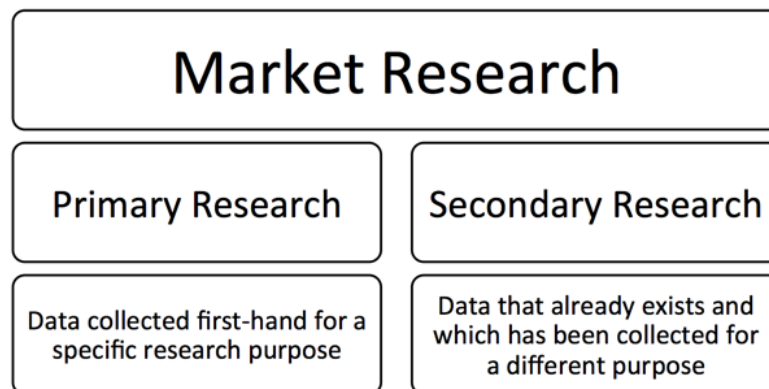 Market Research
Primary Research
Secondary Research
Data collected first-hand for a
specific research purpose
Data that already exists and
which has been collected for
a different purpose